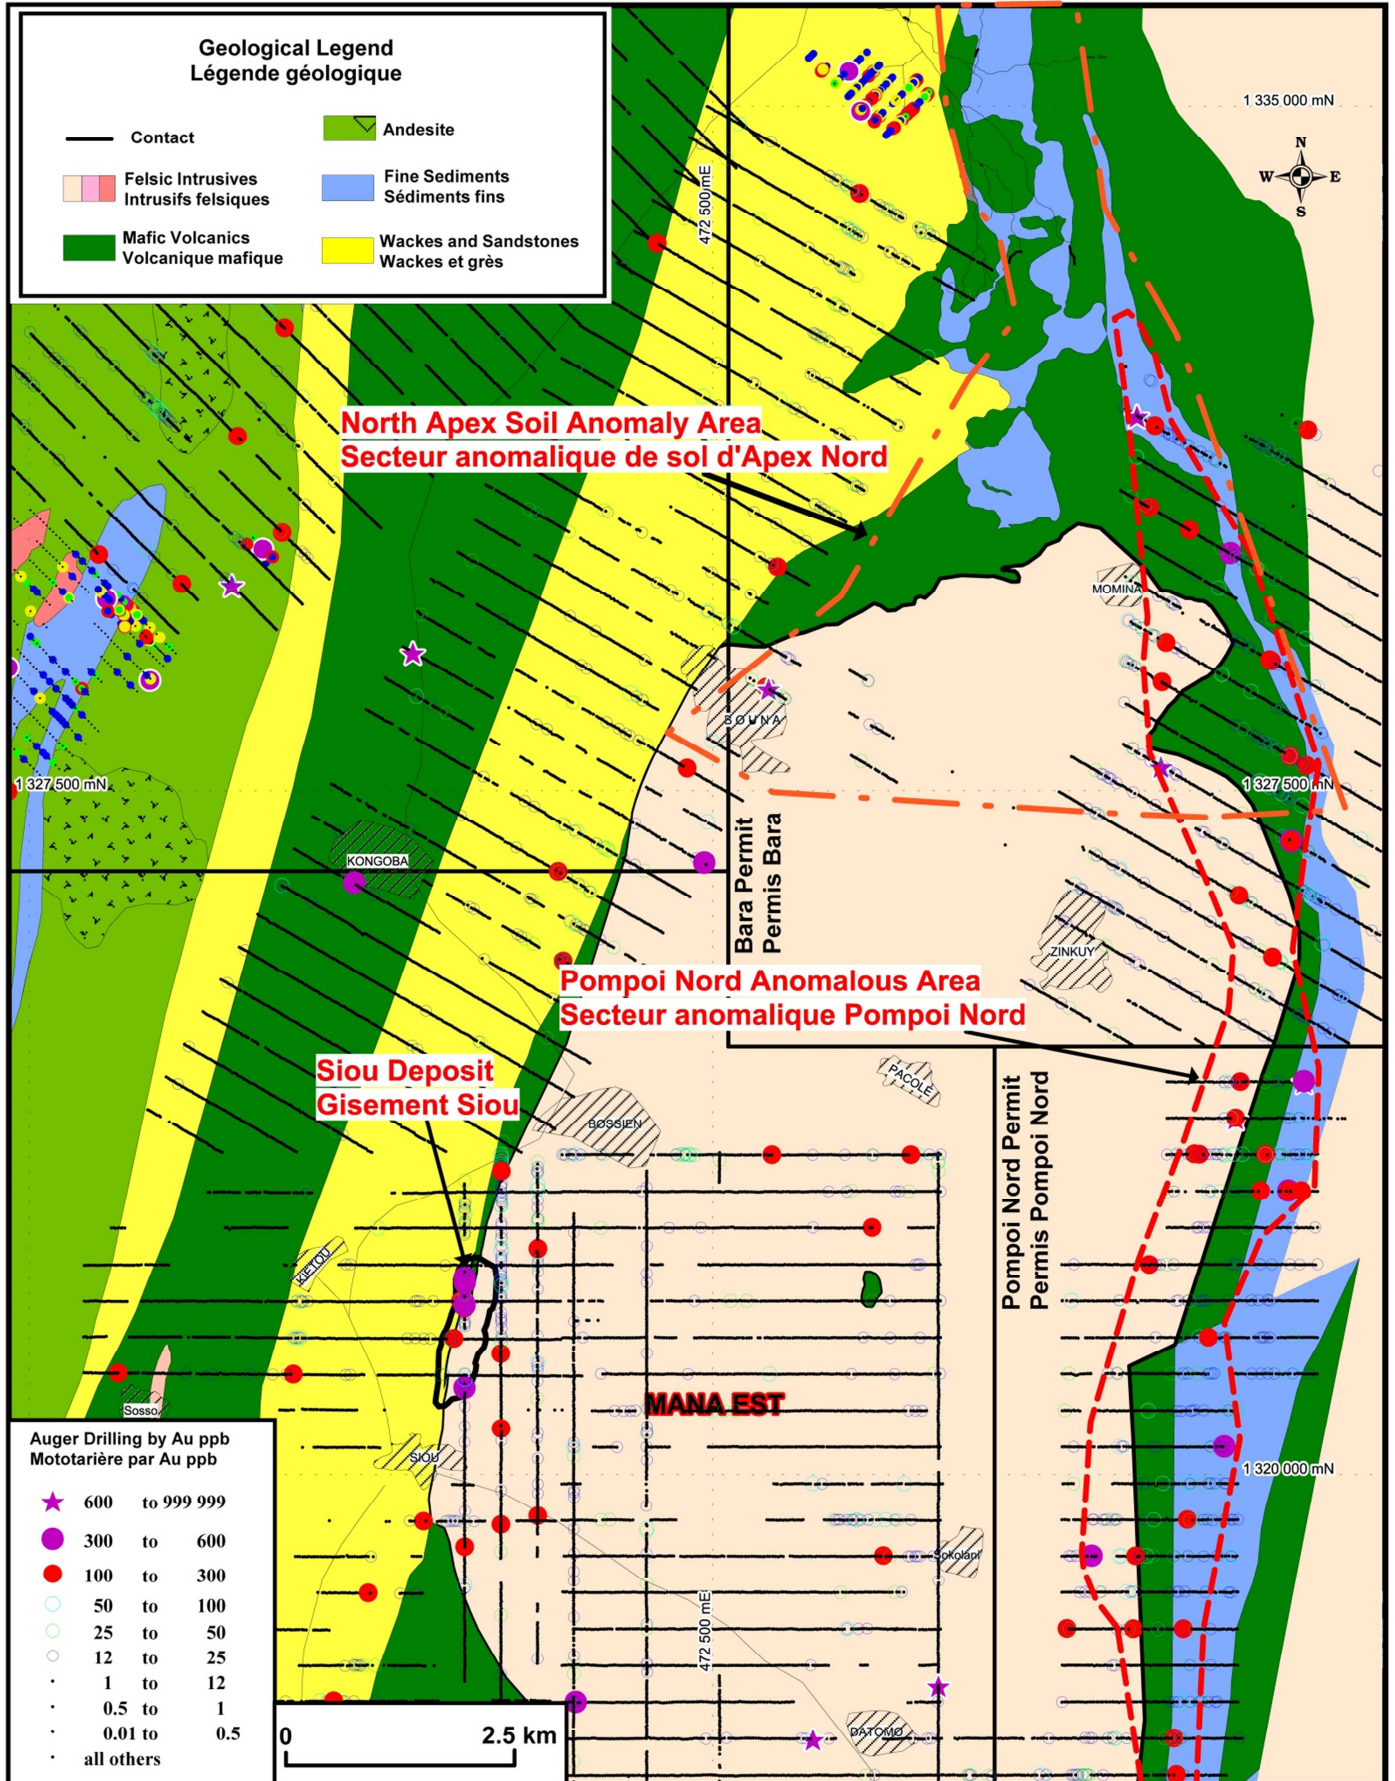 Geological Legend
Légende géologique
Contact
Andesite
Felsic Intrusives
Intrusifs felsiques
Fine Sediments
Sédiments fins
Mafic Volcanics
Volcanique mafique
Wackes and Sandstones
Wackes et grès
1 335 000 mN
N
W E
S
472 500 mE
North Apex Soil Anomaly Area
Secteur anomalique de sol d'Apex Nord
MOMINA
SOUNA
1 327 500 mN
1 327 500 mN
KONGOBA
Bara Permit
Permis Bara
ZINKUY
Pompoi Nord Anomalous Area
Secteur anomalique Pompoi Nord
Siou Deposit
Gisement Siou
PACOLÉ
BOSSIEN
Pompoi Nord Permit
Permis Pompoi Nord
KIETOU
MANA EST
Sosso
SIOU
1 320 000 mN
Sokolani
472 500 mE
DATOMO
Auger Drilling by Au ppb
Mototarière par Au ppb
600 to 999 999
300 to 600
100 to 300
50 to 100
25 to 50
12 to 25
1 to 12
0.5 to 1
0.01 to 0.5
all others
0 2.5 km